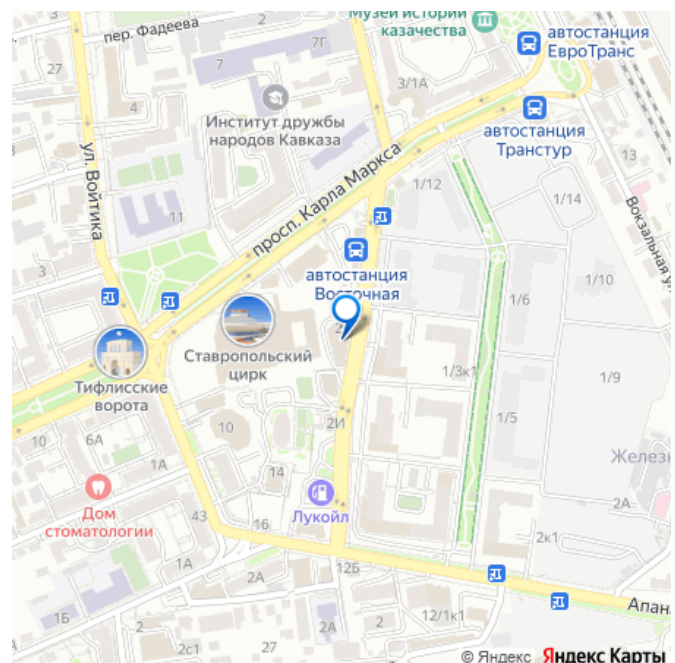 Музей истории
казачества
2
пер. Фадеева
7Г
автостанция
ЕвроТранс
27
7
3/1А
4
Институт дружбы
народов Кавказа
автостанция
Транстур
13
ул. Войтика
просп. Карла Маркса
1/12
1/14
11
Вокзальная ул
3
автостанция
Восточная
1/10
1/6
Ставропольский
цирк
1/3к1
1/9
Тифлисские
ворота
2И
1/5
10
6А
10
1А
14
Желез
Дом
стоматологии
Лукойл
43
16
2А
2к1
12Б
1А
2А
Апан
1Б
2А
2
12/1к1
27
2с1
© Яндекс Яндекс Карты